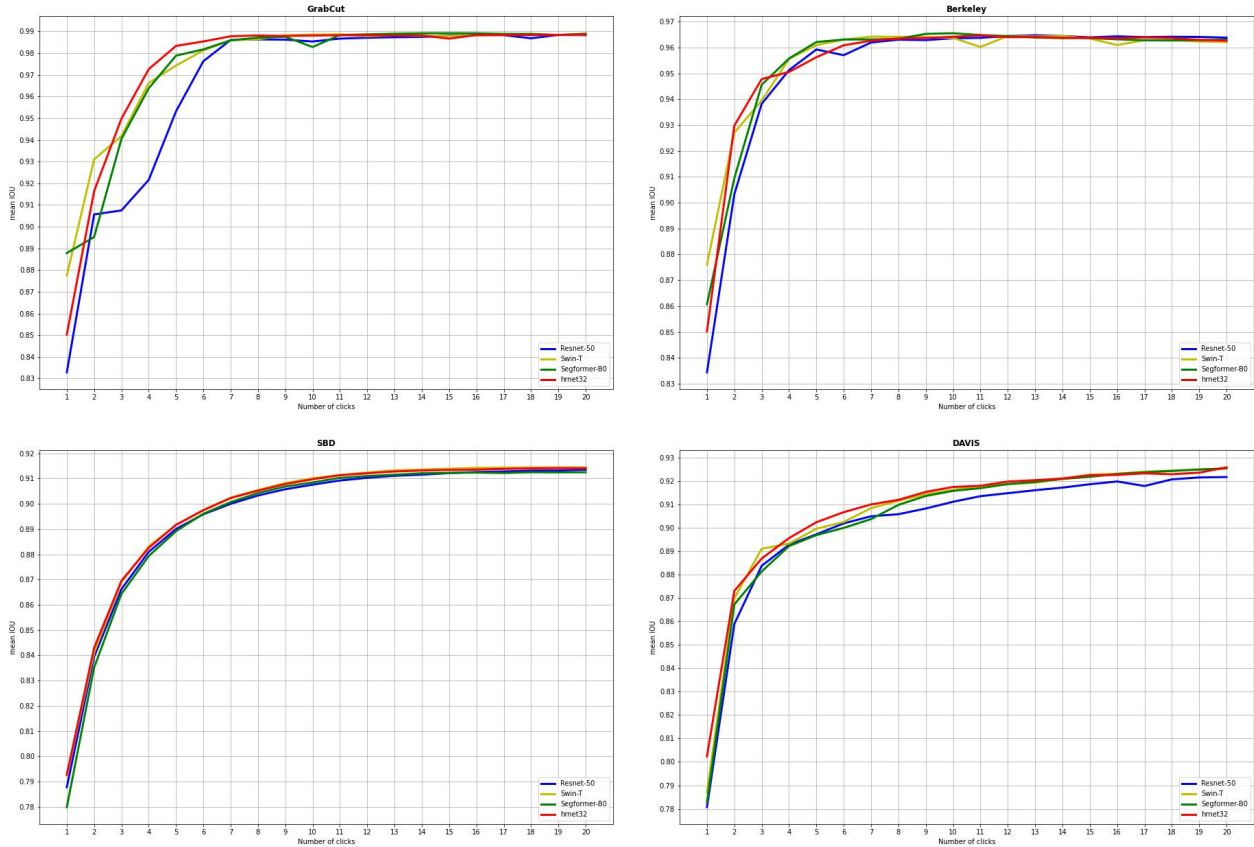 GrabCut
mean IOU
0.99
0.98
0.97
0.96
0.95
0.94
0.93
0.92
0.91
0.90
0.89
0.88
0.87
0.86
0.85
0.84
0.83
Resnet-50
Swin-T
Segformer-B0
hrnet32
1 2 3 4 5 6 7 8 9 10 11 12 13 14 15 16 17 18 19 20
Number of clicks
Berkeley
mean IOU
0.97
0.96
0.95
0.94
0.93
0.92
0.91
0.90
0.89
0.88
0.87
0.86
0.85
0.84
0.83
Resnet-50
Swin-T
Segformer-B0
hrnet32
1 2 3 4 5 6 7 8 9 10 11 12 13 14 15 16 17 18 19 20
Number of clicks
SBD
mean IOU
0.92
0.91
0.90
0.89
0.88
0.87
0.86
0.85
0.84
0.83
0.82
0.81
0.80
0.79
0.78
Resnet-50
Swin-T
Segformer-B0
hrnet32
1 2 3 4 5 6 7 8 9 10 11 12 13 14 15 16 17 18 19 20
Number of clicks
DAVIS
mean IOU
0.93
0.92
0.91
0.90
0.89
0.88
0.87
0.86
0.85
0.84
0.83
0.82
0.81
0.80
0.79
0.78
Resnet-50
Swin-T
Segformer-B0
hrnet32
1 2 3 4 5 6 7 8 9 10 11 12 13 14 15 16 17 18 19 20
Number of clicks